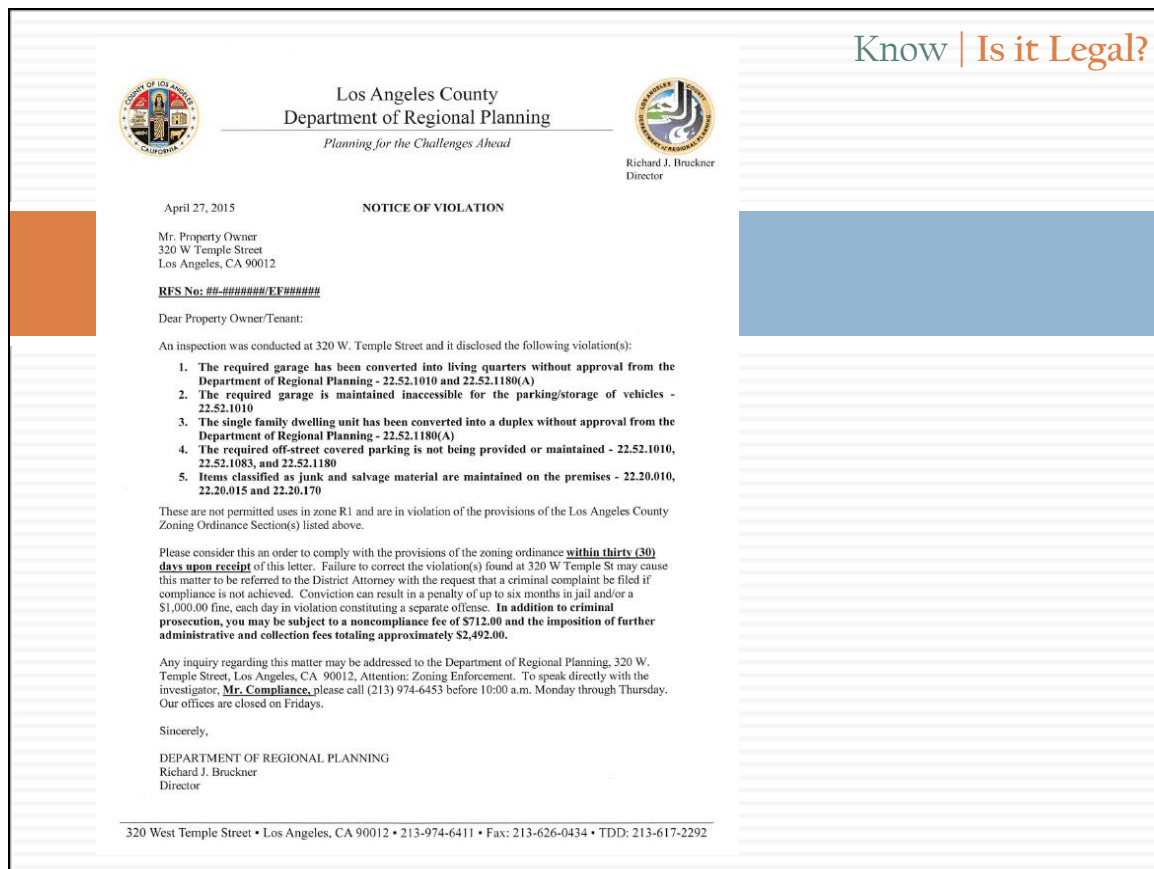 Know | Is it Legal?
COUNTY OF LOS ANGELES
CALIFORNIA
Los Angeles County
Department of Regional Planning
Planning for the Challenges Ahead
LOS ANGELES COUNTY
DEPARTMENT of REGIONAL PLANNING
Richard J. Bruckner
Director
April 27, 2015
NOTICE OF VIOLATION
Mr. Property Owner
320 W Temple Street
Los Angeles, CA 90012
RFS No: ##-#######/EF######
Dear Property Owner/Tenant:
An inspection was conducted at 320 W. Temple Street and it disclosed the following violation(s):
1. The required garage has been converted into living quarters without approval from the
Department of Regional Planning - 22.52.1010 and 22.52.1180(A)
2. The required garage is maintained inaccessible for the parking/storage of vehicles -
22.52.1010
3. The single family dwelling unit has been converted into a duplex without approval from the
Department of Regional Planning - 22.52.1180(A)
4. The required off-street covered parking is not being provided or maintained - 22.52.1010,
22.52.1083, and 22.52.1180
5. Items classified as junk and salvage material are maintained on the premises - 22.20.010,
22.20.015 and 22.20.170
These are not permitted uses in zone R1 and are in violation of the provisions of the Los Angeles County
Zoning Ordinance Section(s) listed above.
Please consider this an order to comply with the provisions of the zoning ordinance within thirty (30)
days upon receipt of this letter. Failure to correct the violation(s) found at 320 W Temple St may cause
this matter to be referred to the District Attorney with the request that a criminal complaint be filed if
compliance is not achieved. Conviction can result in a penalty of up to six months in jail and/or a
$1,000.00 fine, each day in violation constituting a separate offense. In addition to criminal
prosecution, you may be subject to a noncompliance fee of $712.00 and the imposition of further
administrative and collection fees totaling approximately $2,492.00.
Any inquiry regarding this matter may be addressed to the Department of Regional Planning, 320 W.
Temple Street, Los Angeles, CA 90012, Attention: Zoning Enforcement. To speak directly with the
investigator, Mr. Compliance, please call (213) 974-6453 before 10:00 a.m. Monday through Thursday.
Our offices are closed on Fridays.
Sincerely,
DEPARTMENT OF REGIONAL PLANNING
Richard J. Bruckner
Director
320 West Temple Street • Los Angeles, CA 90012 • 213-974-6411 • Fax: 213-626-0434 • TDD: 213-617-2292